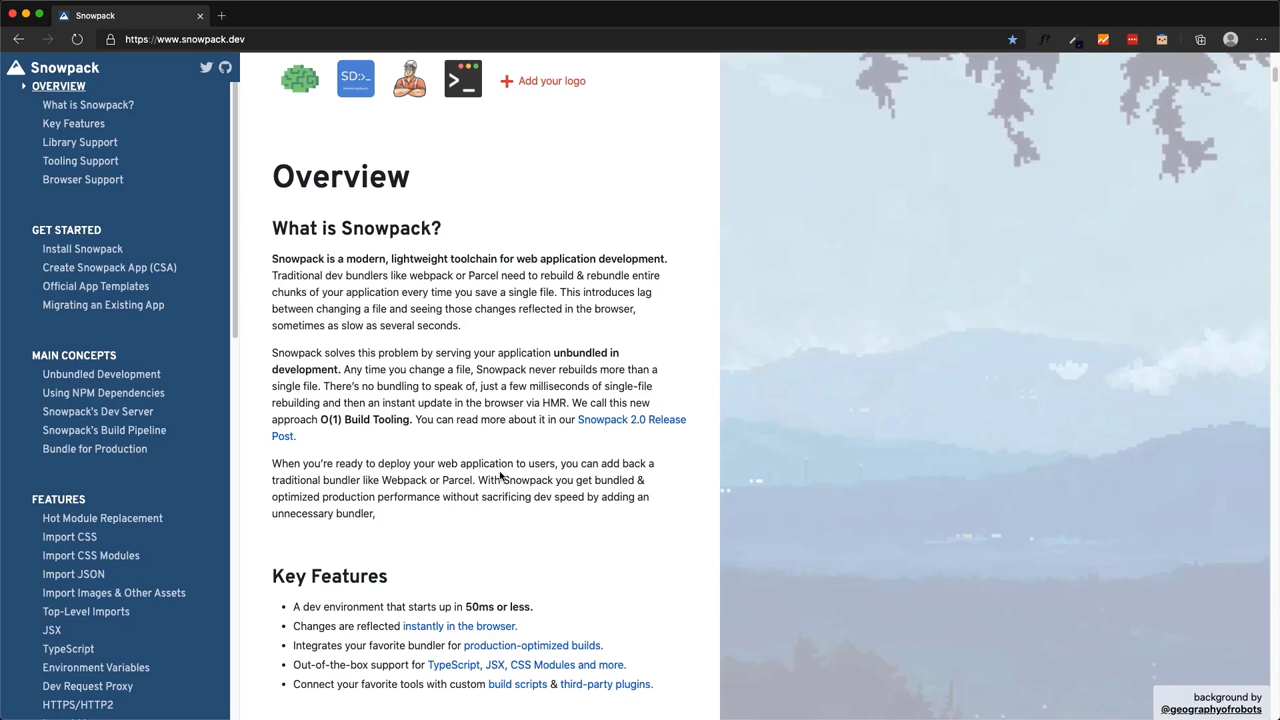 Snowpack
https://www.snowpack.dev
Snowpack
OVERVIEW
What is Snowpack?
Key Features
Library Support
Tooling Support
Browser Support
GET STARTED
Install Snowpack
Create Snowpack App (CSA)
Official App Templates
Migrating an Existing App
MAIN CONCEPTS
Unbundled Development
Using NPM Dependencies
Snowpack's Dev Server
Snowpack's Build Pipeline
Bundle for Production
FEATURES
Hot Module Replacement
Import CSS
Import CSS Modules
Import JSON
Import Images & Other Assets
Top-Level Imports
JSX
TypeScript
Environment Variables
Dev Request Proxy
HTTPS/HTTP2
SD:>_
>_
Add your logo
Overview
What is Snowpack?
Snowpack is a modern, lightweight toolchain for web application development.
Traditional dev bundlers like webpack or Parcel need to rebuild & rebundle entire
chunks of your application every time you save a single file. This introduces lag
between changing a file and seeing those changes reflected in the browser,
sometimes as slow as several seconds.
Snowpack solves this problem by serving your application unbundled in
development. Any time you change a file, Snowpack never rebuilds more than a
single file. There's no bundling to speak of, just a few milliseconds of single-file
rebuilding and then an instant update in the browser via HMR. We call this new
approach O(1) Build Tooling. You can read more about it in our Snowpack 2.0 Release
Post.
When you're ready to deploy your web application to users, you can add back a
traditional bundler like Webpack or Parcel. With Snowpack you get bundled &
optimized production performance without sacrificing dev speed by adding an
unnecessary bundler,
Key Features
• A dev environment that starts up in 50ms or less.
• Changes are reflected instantly in the browser.
• Integrates your favorite bundler for production-optimized builds.
• Out-of-the-box support for TypeScript, JSX, CSS Modules and more.
• Connect your favorite tools with custom build scripts & third-party plugins.
background by
@geographyofrobots